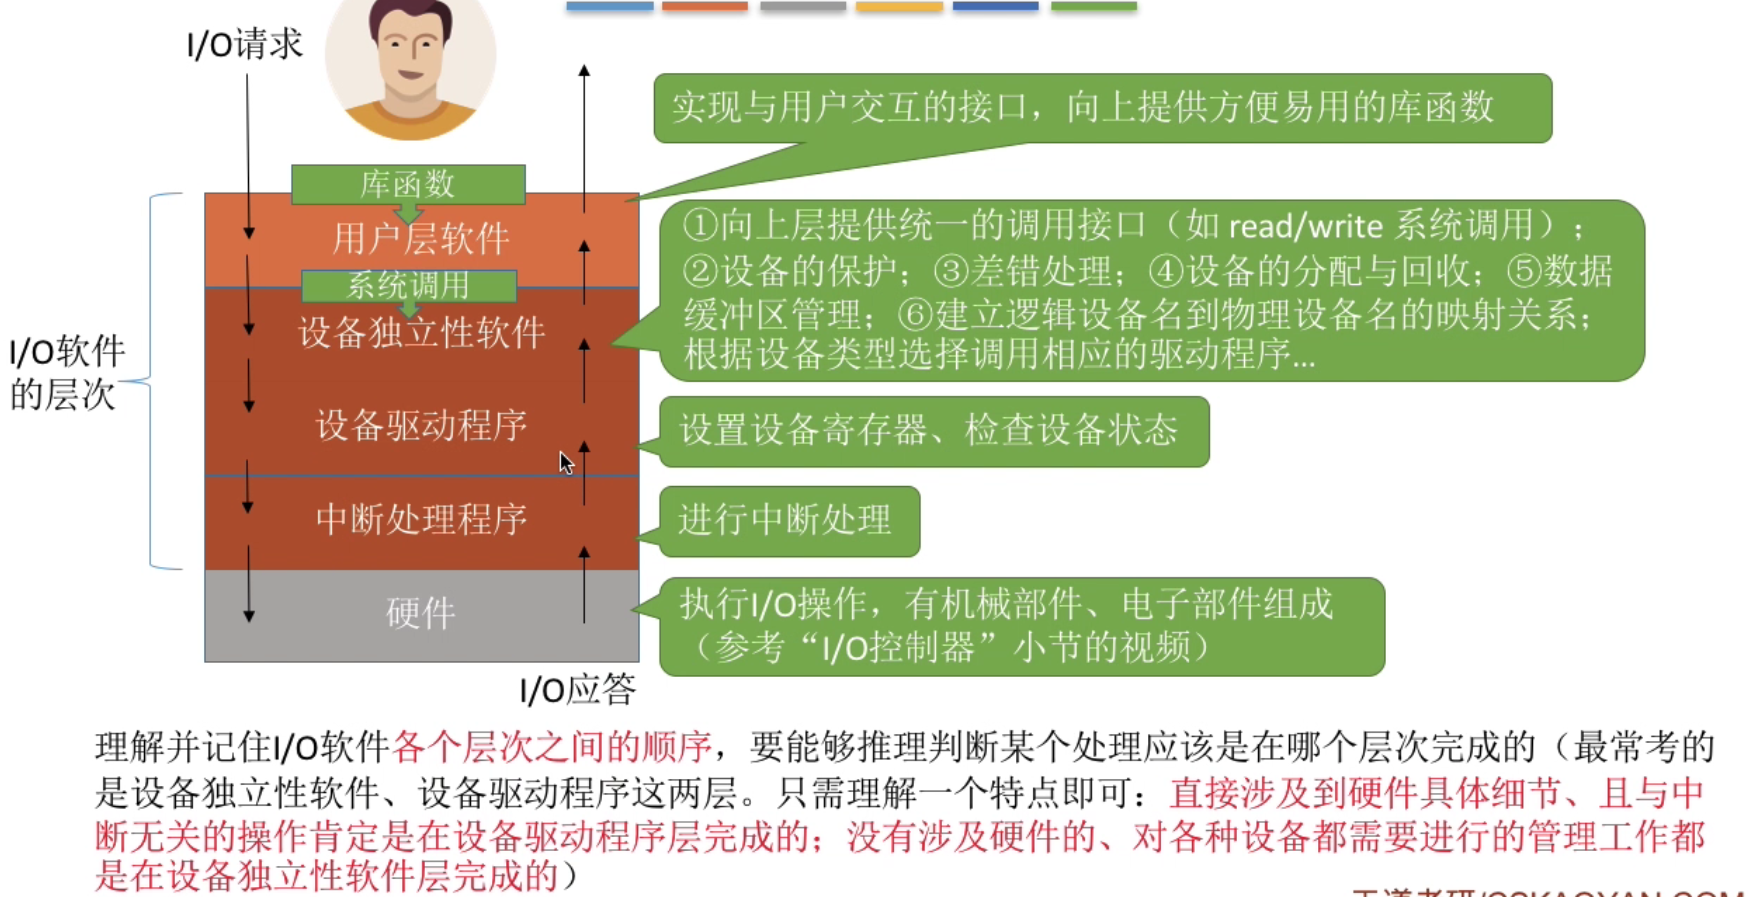 I/O请求
实现与用户交互的接口，向上提供方便易用的库函数
库函数
用户层软件
系统调用
设备独立性软件
①向上层提供统一的调用接口（如 read/write 系统调用）；
②设备的保护；③差错处理；④设备的分配与回收；⑤数据
缓冲区管理；⑥建立逻辑设备名到物理设备名的映射关系；
根据设备类型选择调用相应的驱动程序...
I/O软件
的层次
设备驱动程序
设置设备寄存器、检查设备状态
中断处理程序
进行中断处理
硬件
执行I/O操作，有机械部件、电子部件组成
（参考“I/O控制器”小节的视频）
I/O应答
理解并记住I/O软件各个层次之间的顺序，要能够推理判断某个处理应该是在哪个层次完成的（最常考的
是设备独立性软件、设备驱动程序这两层。只需理解一个特点即可：直接涉及到硬件具体细节、且与中
断无关的操作肯定是在设备驱动程序层完成的；没有涉及硬件的、对各种设备都需要进行的管理工作都
是在设备独立性软件层完成的）